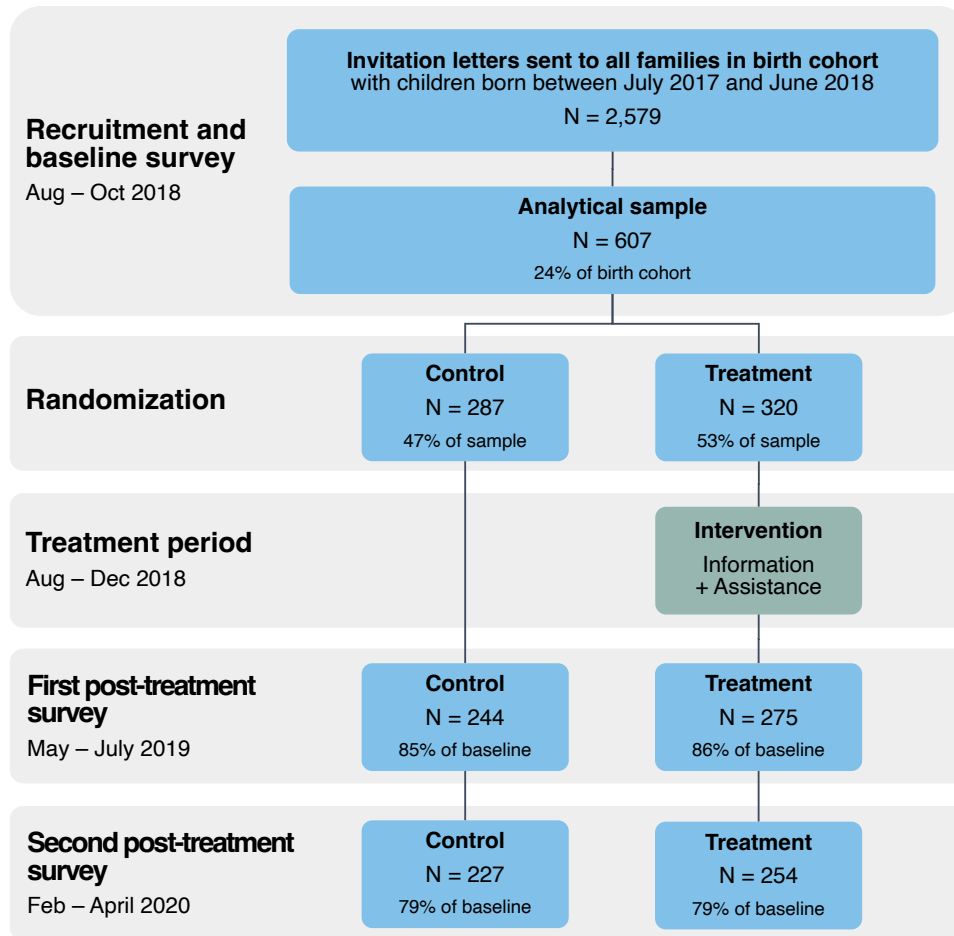 Recruitment and
baseline survey
Aug – Oct 2018
Invitation letters sent to all families in birth cohort
with children born between July 2017 and June 2018
N = 2,579
Analytical sample
N = 607
24% of birth cohort
Randomization
Control
N = 287
47% of sample
Treatment
N = 320
53% of sample
Treatment period
Aug – Dec 2018
Intervention
Information
+ Assistance
First post-treatment
survey
May – July 2019
Control
N = 244
85% of baseline
Treatment
N = 275
86% of baseline
Second post-treatment
survey
Feb – April 2020
Control
N = 227
79% of baseline
Treatment
N = 254
79% of baseline